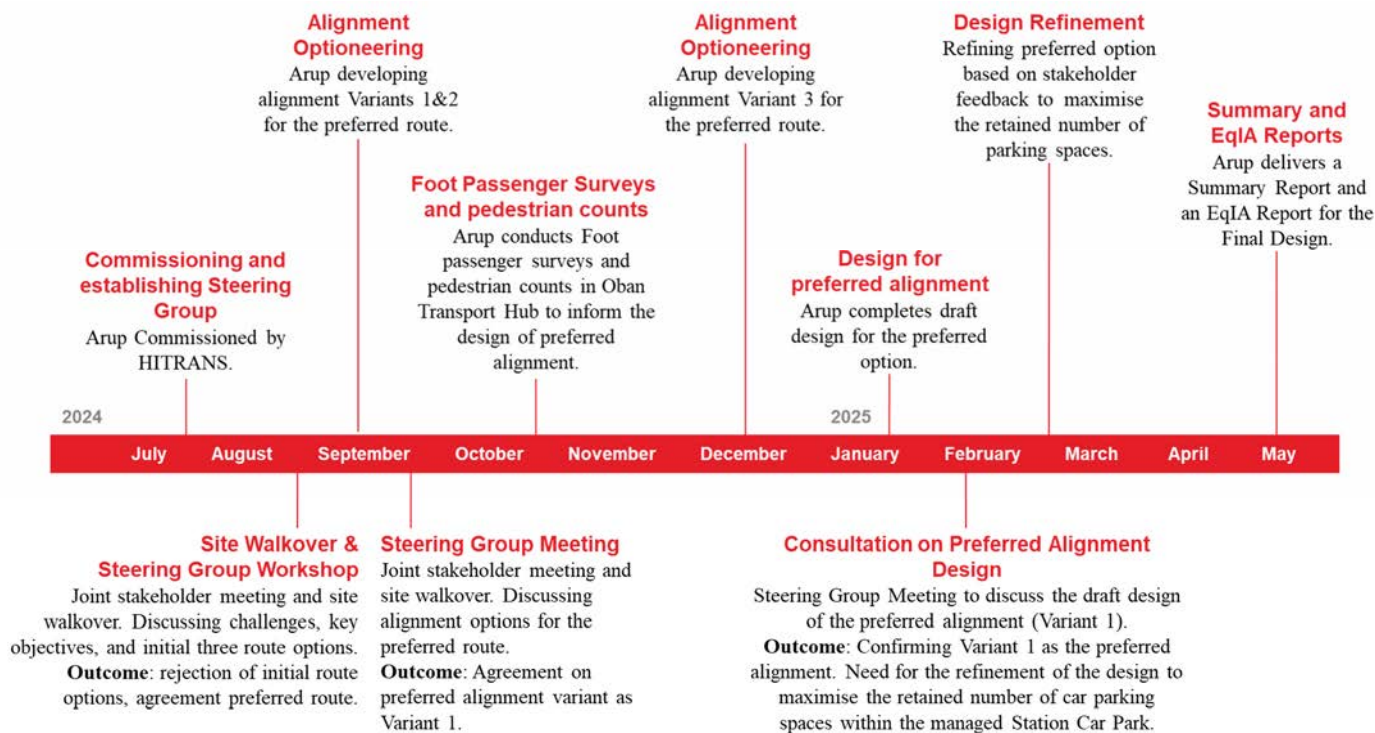 Alignment
Optioneering
Arup developing
alignment Variants 1&2
for the preferred route.
Alignment
Optioneering
Arup developing
alignment Variant 3 for
the preferred route.
Design Refinement
Refining preferred option
based on stakeholder
feedback to maximise
the retained number of
parking spaces.
Summary and
EqIA Reports
Arup delivers a
Summary Report and
an EqIA Report for the
Final Design.
Foot Passenger Surveys
and pedestrian counts
Arup conducts Foot
passenger surveys and
pedestrian counts in Oban
Transport Hub to inform the
design of preferred
alignment.
Commissioning and
establishing Steering
Group
Arup Commissioned by
HITRANS.
Design for
preferred alignment
Arup completes draft
design for the preferred
option.
2024
2025
July August September October November December January February March April May
Site Walkover &
Steering Group Workshop
Joint stakeholder meeting and site
walkover. Discussing challenges, key
objectives, and initial three route options.
Outcome: rejection of initial route
options, agreement preferred route.
Steering Group Meeting
Joint stakeholder meeting and
site walkover. Discussing
alignment options for the
preferred route.
Outcome: Agreement on
preferred alignment variant as
Variant 1.
Consultation on Preferred Alignment
Design
Steering Group Meeting to discuss the draft design
of the preferred alignment (Variant 1).
Outcome: Confirming Variant 1 as the preferred
alignment. Need for the refinement of the design to
maximise the retained number of car parking
spaces within the managed Station Car Park.